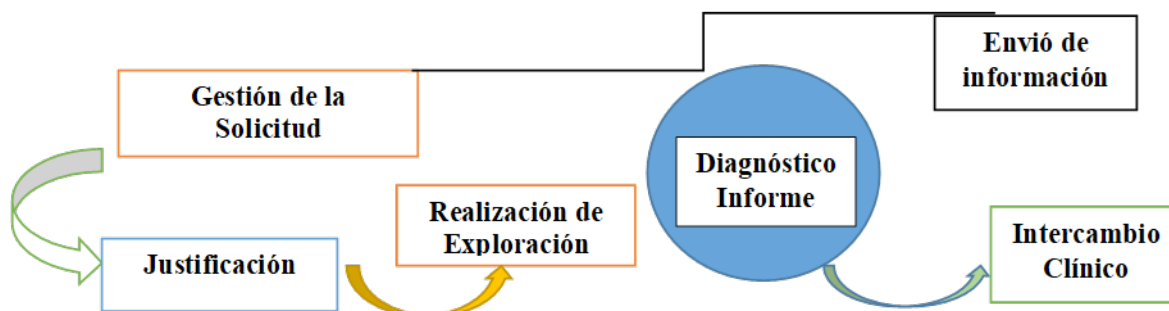 Gestión de la
Solicitud
Justificación
Realización de
Exploración
Diagnóstico
Informe
Envió de
información
Intercambio
Clínico